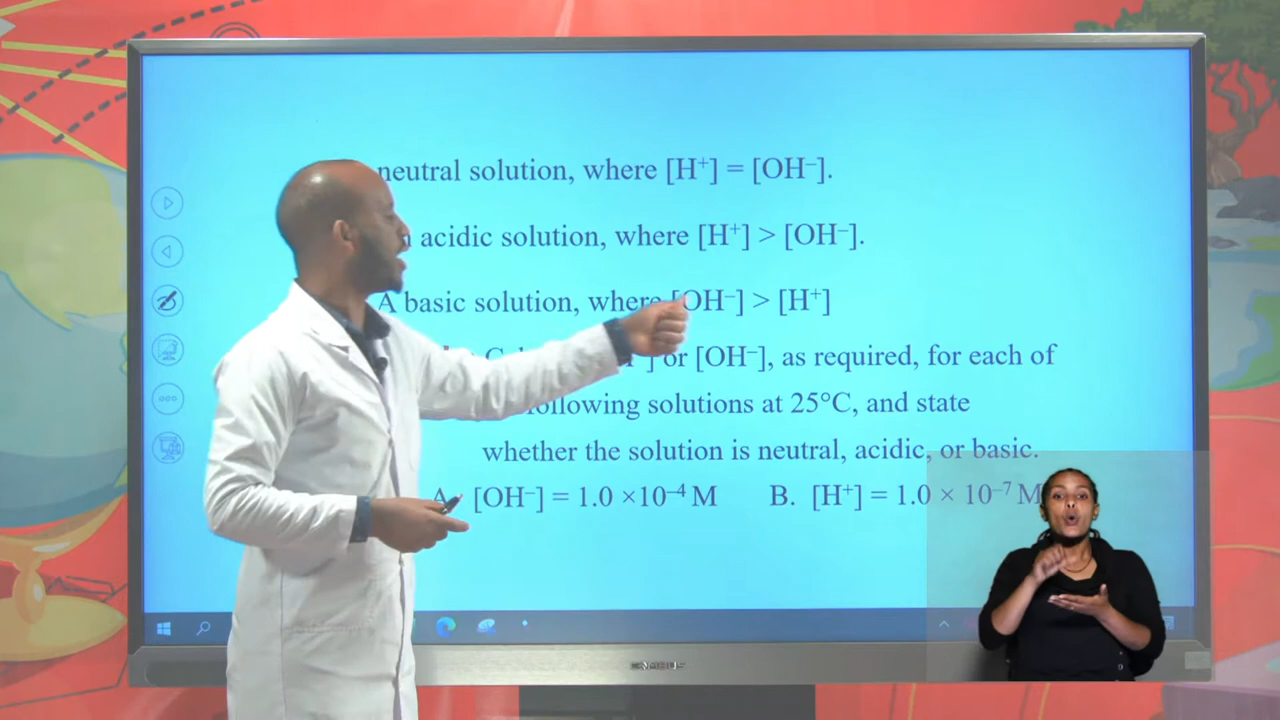 neutral solution, where [H⁺] = [OH⁻].
acidic solution, where [H⁺] > [OH⁻].
A basic solution, where [OH⁻] > [H⁺]
or [OH⁻], as required, for each of
following solutions at 25°C, and state
whether the solution is neutral, acidic, or basic.
A. [OH⁻] = 1.0 ×10⁻⁴ M B. [H⁺] = 1.0 × 10⁻⁷ M